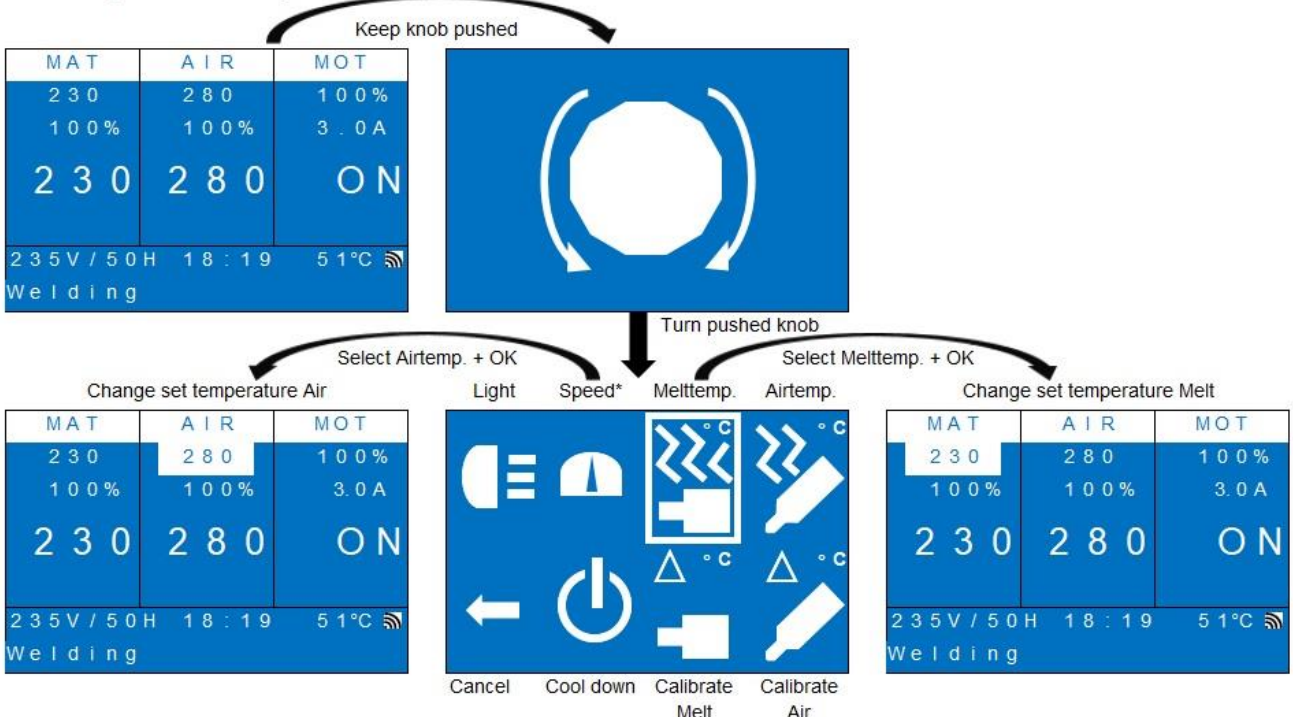 Keep knob pushed
MAT AIR MOT
230 280 100%
100% 100% 3.0A
230 280 ON
235V/50H 18:19 51°C
Welding
Turn pushed knob
Select Airtemp. + OK
Select Melttemp. + OK
Change set temperature Air
Light Speed* Melttemp. Airtemp.
Change set temperature Melt
MAT AIR MOT
230 280 100%
100% 100% 3.0A
230 280 ON
235V/50H 18:19 51°C
Welding
°C °C
°C °C
Cancel Cool down Calibrate Melt Calibrate Air
MAT AIR MOT
230 280 100%
100% 100% 3.0A
230 280 ON
235V/50H 18:19 51°C
Welding